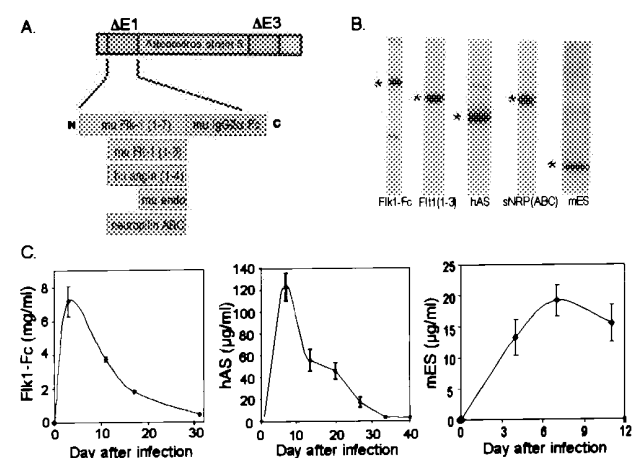 A.
ΔE1
ΔE3
Adenovirus strain 5
N
mu Flk-1 (1-7)
mu IgG2α Fc
C
mu Flt-1 (1-3)
mu endo
neuropilin ABC
B.
*
*
*
*
*
Flk1-Fc
Flt1(1-3)
hAS
sNRP(ABC)
mES
C.
Flk1-Fc (mg/ml)
8
6
4
2
0
0
10
20
30
Day after infection
hAS (µg/ml)
140
120
100
80
60
40
20
0
0
10
20
30
40
Day after infection
mES (µg/ml)
25
20
15
10
5
0
0
3
6
9
12
Day after infection